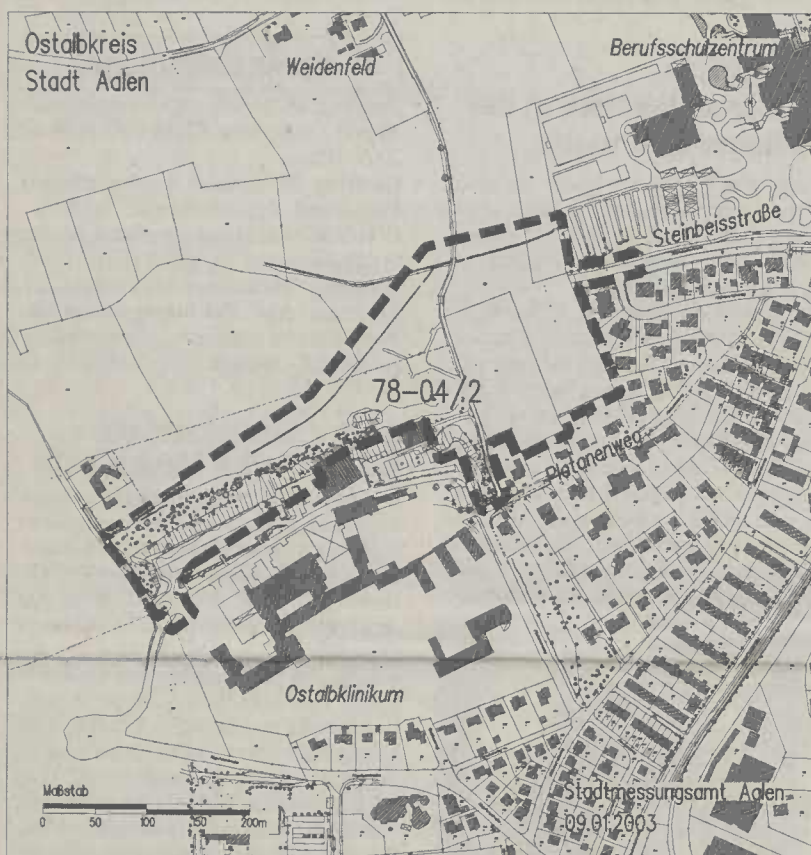 Ostalbkreis
Stadt Aalen
Weidenfeld
Berufsschulzentrum
Steinbeisstraße
78-04/2
Platanenweg
Ostalbklinikum
Maßstab
0 50 100 150 200m
Stadtmessungsamt Aalen
09.01.2003